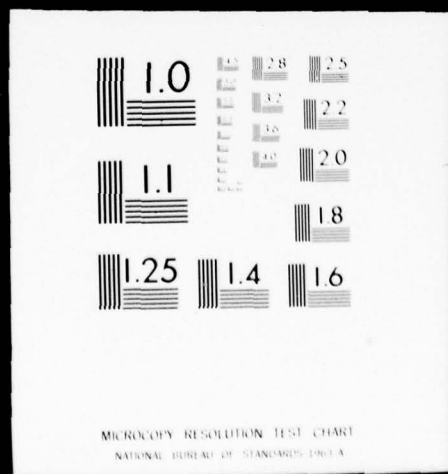 1.0 2.8 2.5
3.2 2.2
3.6
4.0 2.0
1.1
1.8
1.25 1.4 1.6
MICROCOPY RESOLUTION TEST CHART
NATIONAL BUREAU OF STANDARDS-1963-A